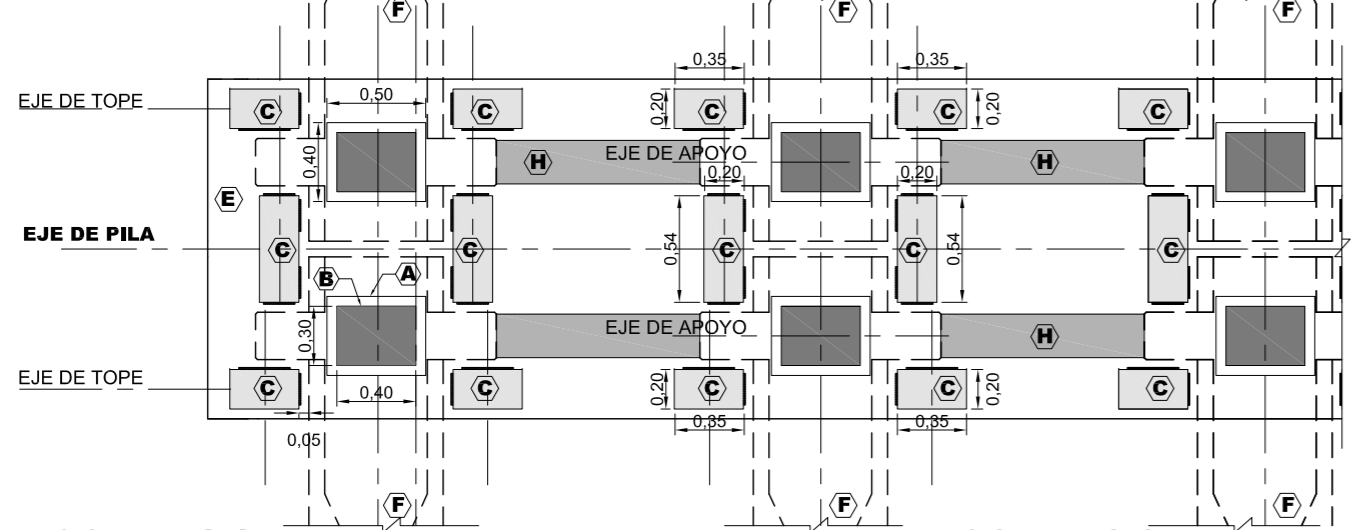 F F F
0,35 0,35
EJE DE TOPE C 0,50 C 0,20 C C 0,20 C
0,40 H EJE DE APOYO H
E 0,20 0,20
EJE DE PILA C C 0,54 C C 0,54 C
B A
0,30 EJE DE APOYO H
EJE DE TOPE C 0,40 C 0,20 C C 0,20 C
0,05 0,35 0,35
F F F